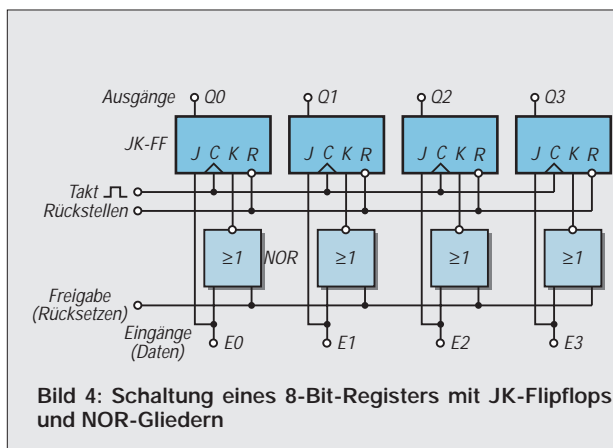 Ausgänge Q0 Q1 Q2 Q3
JK-FF
J C K R J C K R J C K R J C K R
Takt
Rückstellen
≥1 NOR ≥1 ≥1 ≥1
Freigabe
(Rücksetzen)
Eingänge
(Daten) E0 E1 E2 E3
Bild 4: Schaltung eines 8-Bit-Registers mit JK-Flipflops
und NOR-Gliedern